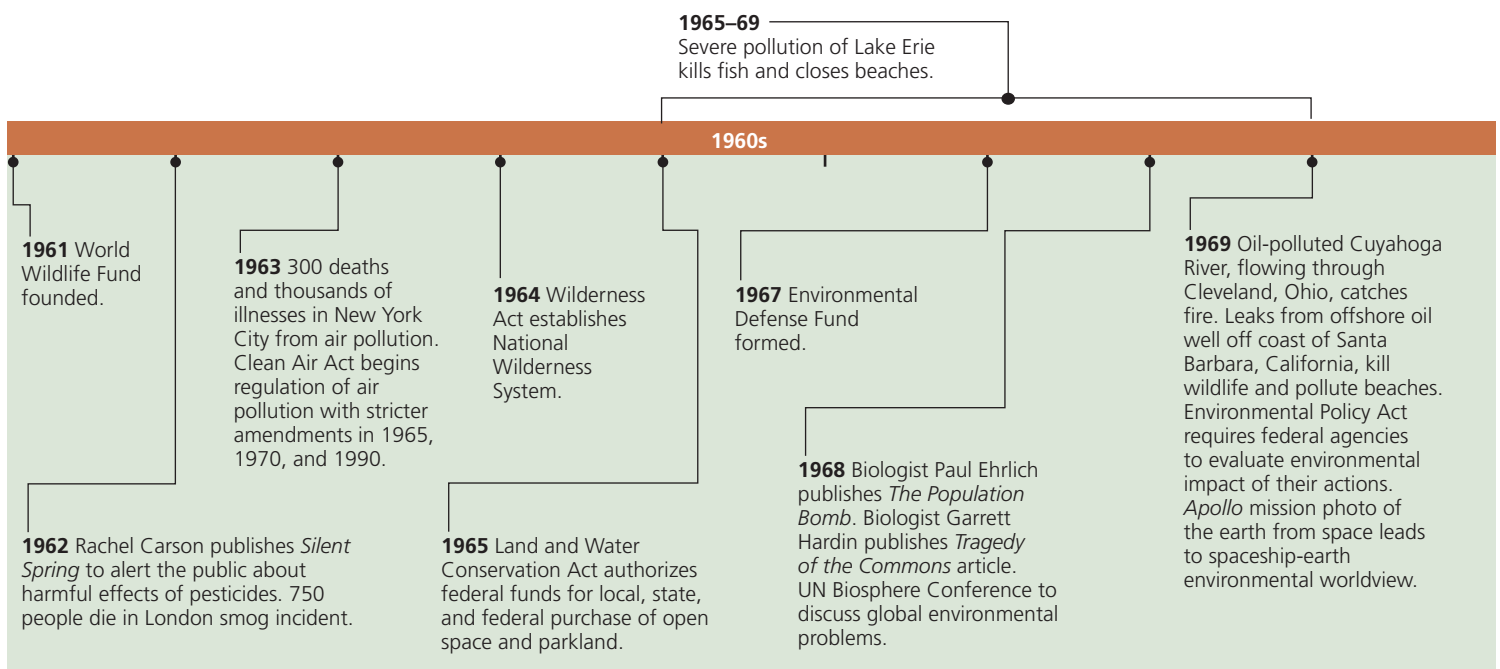 1965–69
Severe pollution of Lake Erie
kills fish and closes beaches.
1960s
1961 World
Wildlife Fund
founded.
1962 Rachel Carson publishes Silent
Spring to alert the public about
harmful effects of pesticides. 750
people die in London smog incident.
1963 300 deaths
and thousands of
illnesses in New York
City from air pollution.
Clean Air Act begins
regulation of air
pollution with stricter
amendments in 1965,
1970, and 1990.
1964 Wilderness
Act establishes
National
Wilderness
System.
1965 Land and Water
Conservation Act authorizes
federal funds for local, state,
and federal purchase of open
space and parkland.
1967 Environmental
Defense Fund
formed.
1968 Biologist Paul Ehrlich
publishes The Population
Bomb. Biologist Garrett
Hardin publishes Tragedy
of the Commons article.
UN Biosphere Conference to
discuss global environmental
problems.
1969 Oil-polluted Cuyahoga
River, flowing through
Cleveland, Ohio, catches
fire. Leaks from offshore oil
well off coast of Santa
Barbara, California, kill
wildlife and pollute beaches.
Environmental Policy Act
requires federal agencies
to evaluate environmental
impact of their actions.
Apollo mission photo of
the earth from space leads
to spaceship-earth
environmental worldview.